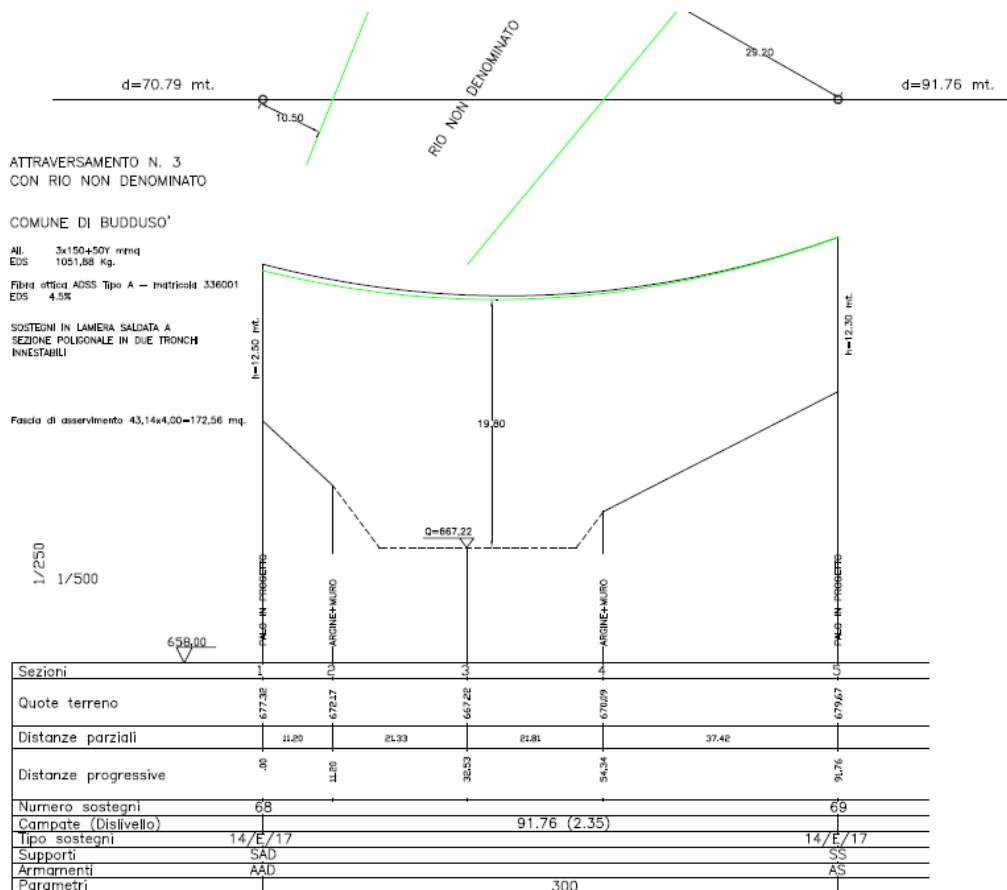 d=70.79 mt.
29.20
d=91.76 mt.
10.50
RIO NON DENOMINATO
ATTRAVERSAMENTO N. 3
CON RIO NON DENOMINATO
COMUNE DI BUDDUSO'
All. 3x150+50Y mmq
EDS 1051,88 Kg.
Fibra ottica ADSS Tipo A — matricola 336001
EDS 4.5%
SOSTEGNI IN LAMIERA SALDATA A
SEZIONE POLIGONALE IN DUE TRONCHI
INNESTABILI
h=12.50 mt.
h=12.30 mt.
Fascia di asservimento 43,14x4,00=172,56 mq.
19.80
Q=667,22
1/250
1/500
PALO IN PROGETTO
ARGINE+MURO
ARGINE+MURO
PALO IN PROGETTO
658,00
Sezioni 1 2 3 4 5
Quote terreno 677.32 672.17 667.22 670.09 679.67
Distanze parziali 11.20 21.33 21.81 37.42
Distanze progressive .00 11.20 32.53 54.34 91.76
Numero sostegni 68 69
Campate (Dislivello) 91.76 (2.35)
Tipo sostegni 14/E/17 14/E/17
Supporti SAD SS
Armamenti AAD AS
Parametri 300